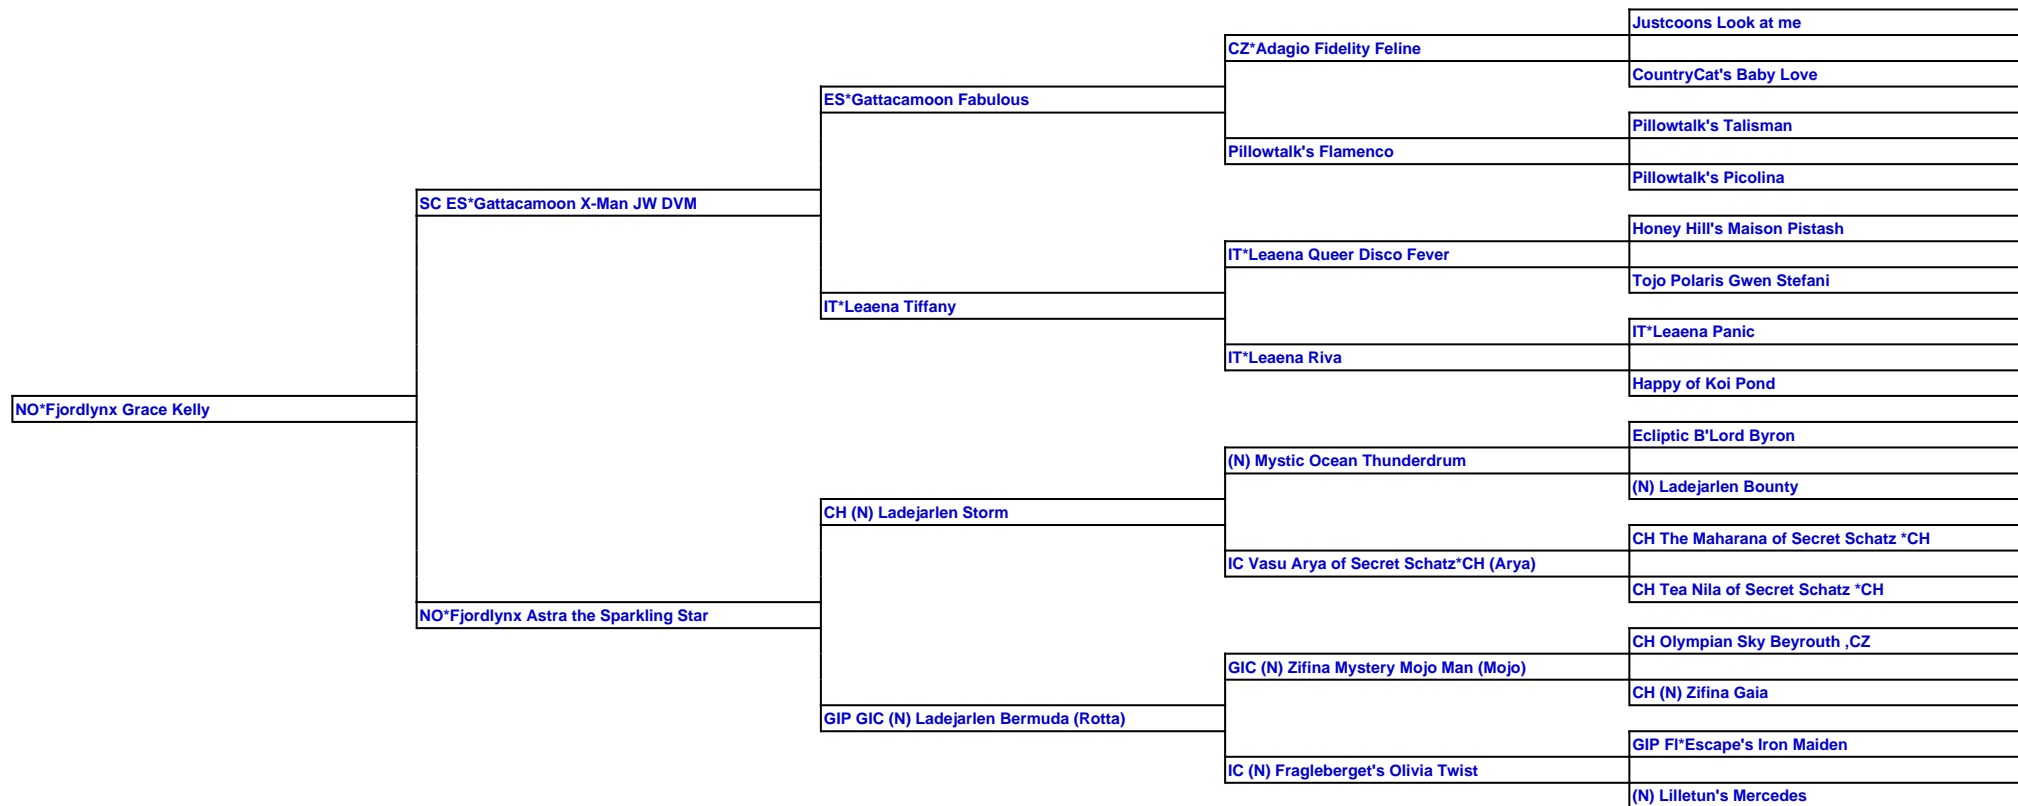 Justcoons Look at me
CZ*Adagio Fidelity Feline
CountryCat's Baby Love
ES*Gattacamoon Fabulous
Pillowtalk's Talisman
Pillowtalk's Flamenco
Pillowtalk's Picolina
SC ES*Gattacamoon X-Man JW DVM
Honey Hill's Maison Pistash
IT*Leaena Queer Disco Fever
Tojo Polaris Gwen Stefani
IT*Leaena Tiffany
IT*Leaena Panic
IT*Leaena Riva
Happy of Koi Pond
NO*Fjordlynx Grace Kelly
Ecliptic B'Lord Byron
(N) Mystic Ocean Thunderdrum
(N) Ladejarlen Bounty
CH (N) Ladejarlen Storm
CH The Maharana of Secret Schatz *CH
IC Vasu Arya of Secret Schatz*CH (Arya)
CH Tea Nila of Secret Schatz *CH
NO*Fjordlynx Astra the Sparkling Star
CH Olympian Sky Beyrouth ,CZ
GIC (N) Zifina Mystery Mojo Man (Mojo)
CH (N) Zifina Gaia
GIP GIC (N) Ladejarlen Bermuda (Rotta)
GIP FI*Escape's Iron Maiden
IC (N) Fragleberget's Olivia Twist
(N) Lilletun's Mercedes